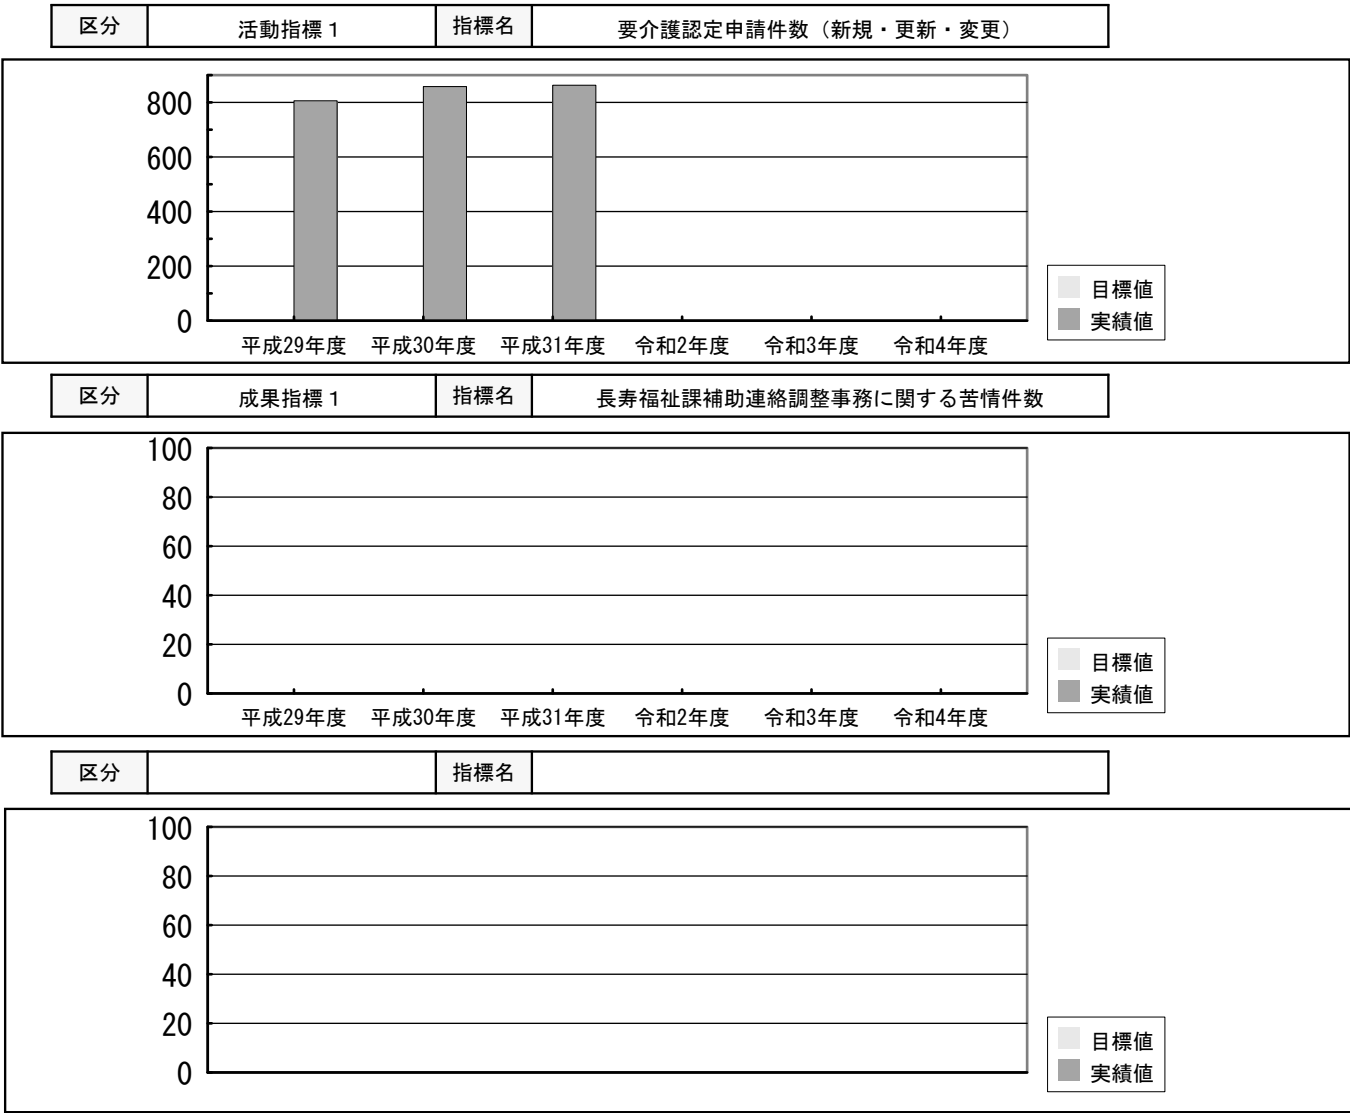 区分 活動指標１ 指標名 要介護認定申請件数（新規・更新・変更）
800
600
400
200
0
平成29年度 平成30年度 平成31年度 令和2年度 令和3年度 令和4年度
目標値
実績値
区分 成果指標１ 指標名 長寿福祉課補助連絡調整事務に関する苦情件数
100
80
60
40
20
0
平成29年度 平成30年度 平成31年度 令和2年度 令和3年度 令和4年度
目標値
実績値
区分 指標名
100
80
60
40
20
0
目標値
実績値